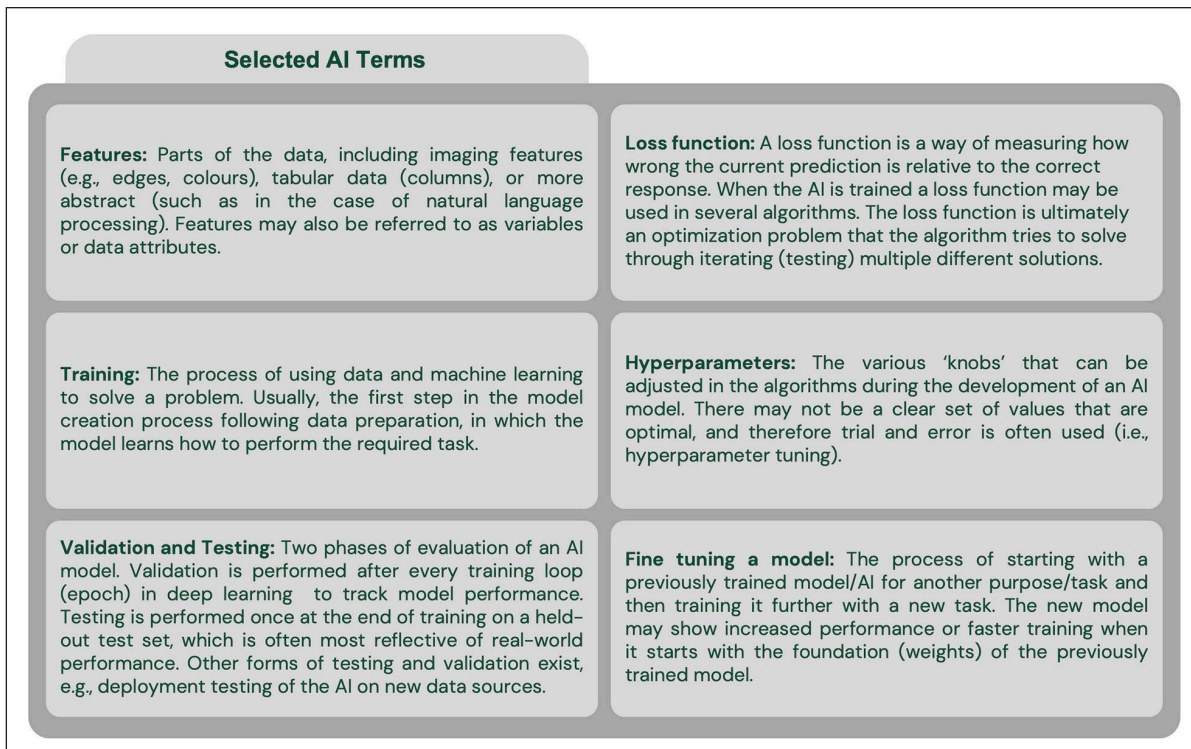 Selected AI Terms
Features: Parts of the data, including imaging features
(e.g., edges, colours), tabular data (columns), or more
abstract (such as in the case of natural language
processing). Features may also be referred to as variables
or data attributes.
Loss function: A loss function is a way of measuring how
wrong the current prediction is relative to the correct
response. When the AI is trained a loss function may be
used in several algorithms. The loss function is ultimately
an optimization problem that the algorithm tries to solve
through iterating (testing) multiple different solutions.
Training: The process of using data and machine learning
to solve a problem. Usually, the first step in the model
creation process following data preparation, in which the
model learns how to perform the required task.
Hyperparameters: The various ‘knobs’ that can be
adjusted in the algorithms during the development of an AI
model. There may not be a clear set of values that are
optimal, and therefore trial and error is often used (i.e.,
hyperparameter tuning).
Validation and Testing: Two phases of evaluation of an AI
model. Validation is performed after every training loop
(epoch) in deep learning to track model performance.
Testing is performed once at the end of training on a held-
out test set, which is often most reflective of real-world
performance. Other forms of testing and validation exist,
e.g., deployment testing of the AI on new data sources.
Fine tuning a model: The process of starting with a
previously trained model/AI for another purpose/task and
then training it further with a new task. The new model
may show increased performance or faster training when
it starts with the foundation (weights) of the previously
trained model.